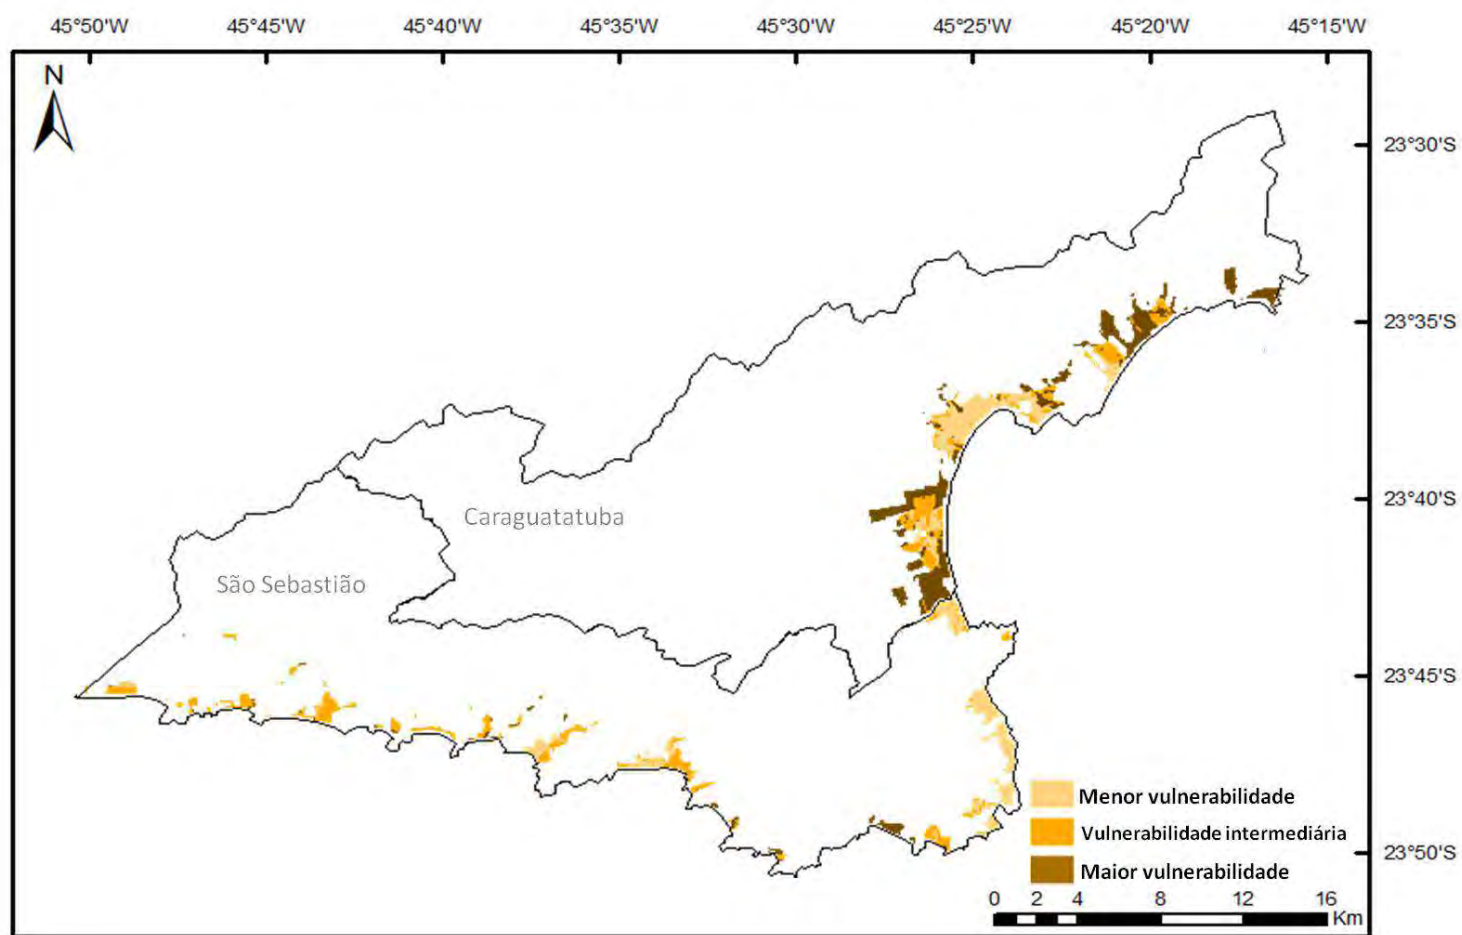 45°50'W 45°45'W 45°40'W 45°35'W 45°30'W 45°25'W 45°20'W 45°15'W
N
23°30'S
23°35'S
23°40'S
Caraguatatuba
São Sebastião
23°45'S
Menor vulnerabilidade
Vulnerabilidade intermediária
23°50'S
Maior vulnerabilidade
0 2 4 8 12 16
Km